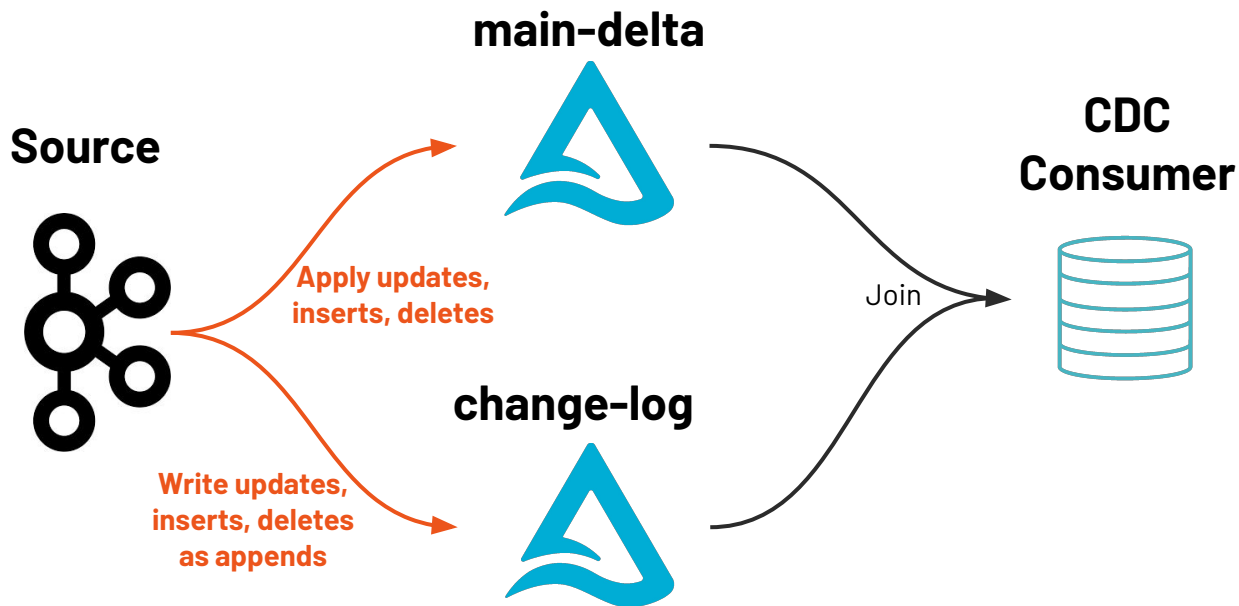 main-delta
Source
CDC
Consumer
Apply updates,
inserts, deletes
Join
change-log
Write updates,
inserts, deletes
as appends